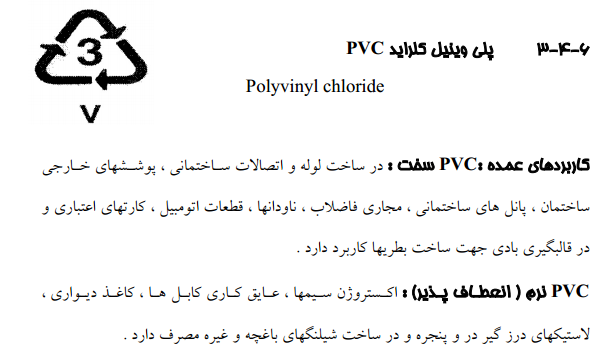 ۳-۴-۶ پلی وینیل کلراید PVC
Polyvinyl chloride
3
V
کاربردهای عمده :PVC سفت : در ساخت لوله و اتصالات ساختمانی ، پوششهای خارجی
ساختمان ، پانل های ساختمانی ، مجاری فاضلاب ، ناودانها ، قطعات اتومبیل ، کارتهای اعتباری و
در قالبگیری بادی جهت ساخت بطریها کاربرد دارد .
PVC نرم ( انعطاف پذیر) : اکستروژن سیمها ، عایق کاری کابل ها ، کاغذ دیواری ،
لاستیکهای درز گیر در و پنجره و در ساخت شیلنگهای باغچه و غیره مصرف دارد .